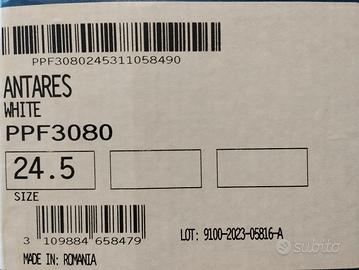 PPF3080245311058490
ANTARES
WHITE
PPF3080
24.5
SIZE
3 109884 658479
LOT: 9100-2023-05816-A
MADE IN: ROMANIA
subito